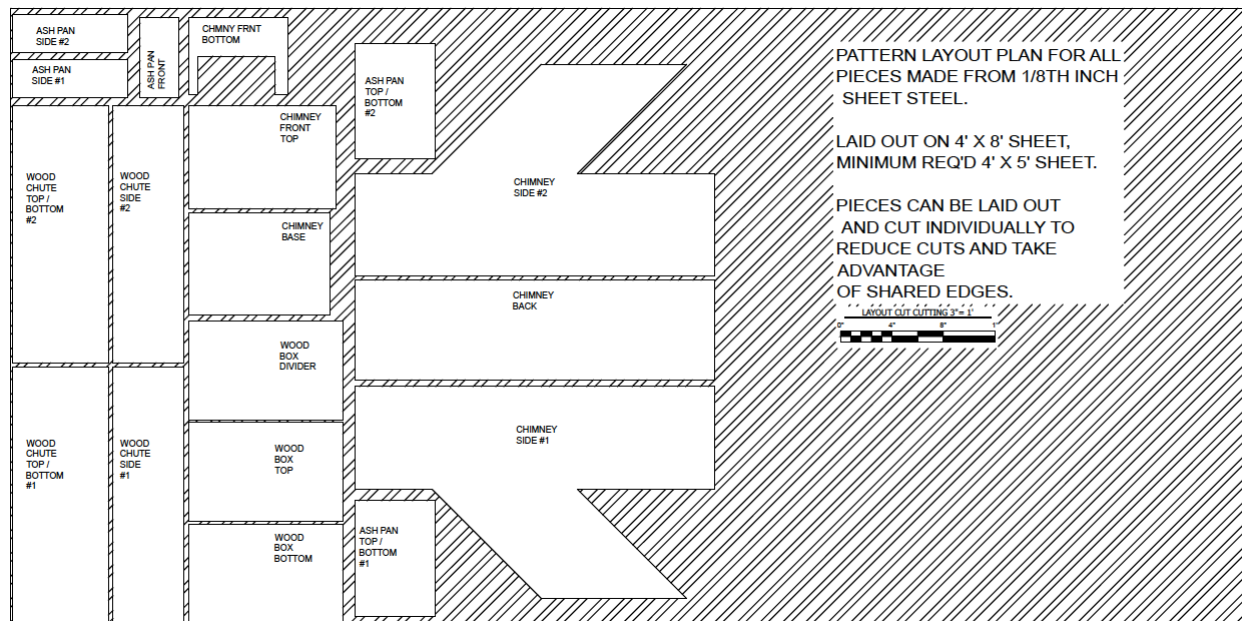 ASH PAN
SIDE #2
ASH PAN
SIDE #1
ASH PAN
FRONT
CHMNY FRNT
BOTTOM
CHIMNEY
FRONT
TOP
CHIMNEY
BASE
WOOD
CHUTE
TOP /
BOTTOM
#2
WOOD
CHUTE
SIDE
#2
WOOD
BOX
DIVIDER
WOOD
CHUTE
TOP /
BOTTOM
#1
WOOD
CHUTE
SIDE
#1
WOOD
BOX
TOP
WOOD
BOX
BOTTOM
ASH PAN
TOP /
BOTTOM
#2
CHIMNEY
SIDE #2
CHIMNEY
BACK
CHIMNEY
SIDE #1
ASH PAN
TOP /
BOTTOM
#1
PATTERN LAYOUT PLAN FOR ALL
PIECES MADE FROM 1/8TH INCH
SHEET STEEL.
LAID OUT ON 4' X 8' SHEET,
MINIMUM REQ'D 4' X 5' SHEET.
PIECES CAN BE LAID OUT
AND CUT INDIVIDUALLY TO
REDUCE CUTS AND TAKE
ADVANTAGE
OF SHARED EDGES.
LAYOUT CUT CUTTING 3"= 1'
0" 4" 8" 1'